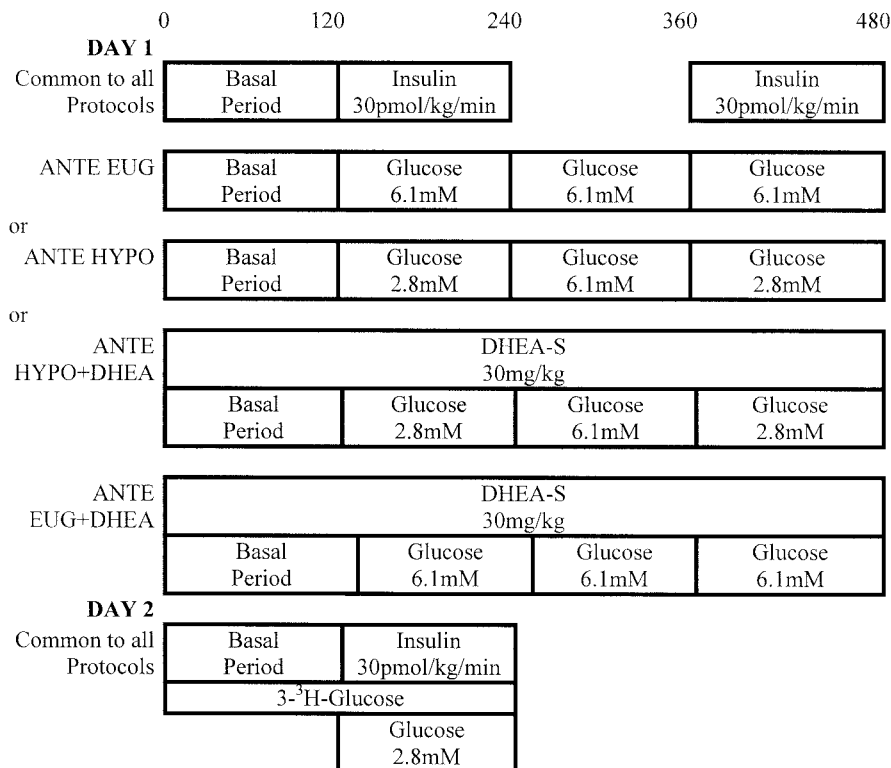 0 120 240 360 480
DAY 1
Common to all Protocols
Basal Period
Insulin 30pmol/kg/min
Insulin 30pmol/kg/min
ANTE EUG
Basal Period
Glucose 6.1mM
Glucose 6.1mM
Glucose 6.1mM
or
ANTE HYPO
Basal Period
Glucose 2.8mM
Glucose 6.1mM
Glucose 2.8mM
or
ANTE HYPO+DHEA
DHEA-S 30mg/kg
Basal Period
Glucose 2.8mM
Glucose 6.1mM
Glucose 2.8mM
ANTE EUG+DHEA
DHEA-S 30mg/kg
Basal Period
Glucose 6.1mM
Glucose 6.1mM
Glucose 6.1mM
DAY 2
Common to all Protocols
Basal Period
Insulin 30pmol/kg/min
3-³H-Glucose
Glucose 2.8mM